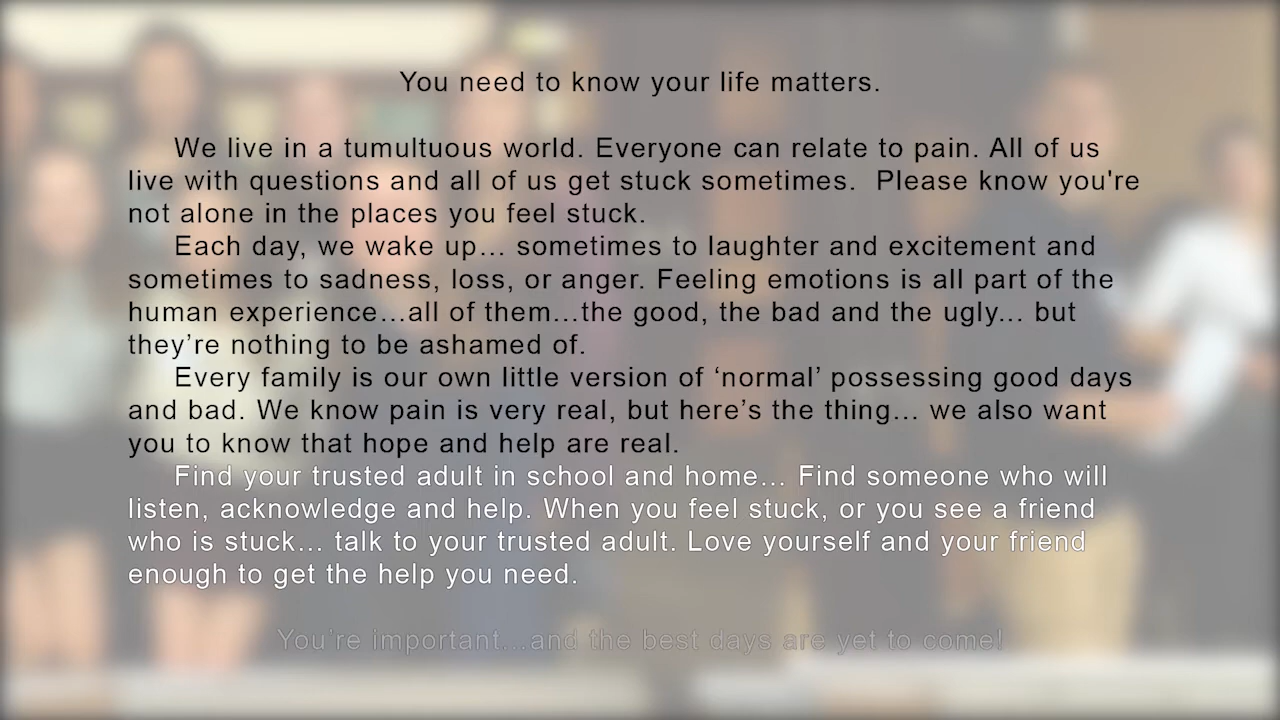 You need to know your life matters.
We live in a tumultuous world. Everyone can relate to pain. All of us
live with questions and all of us get stuck sometimes.  Please know you're
not alone in the places you feel stuck.
Each day, we wake up... sometimes to laughter and excitement and
sometimes to sadness, loss, or anger. Feeling emotions is all part of the
human experience...all of them...the good, the bad and the ugly... but
they’re nothing to be ashamed of.
Every family is our own little version of ‘normal’ possessing good days
and bad. We know pain is very real, but here’s the thing... we also want
you to know that hope and help are real.
Find your trusted adult in school and home... Find someone who will
listen, acknowledge and help. When you feel stuck, or you see a friend
who is stuck... talk to your trusted adult. Love yourself and your friend
enough to get the help you need.
You’re important...and the best days are yet to come!